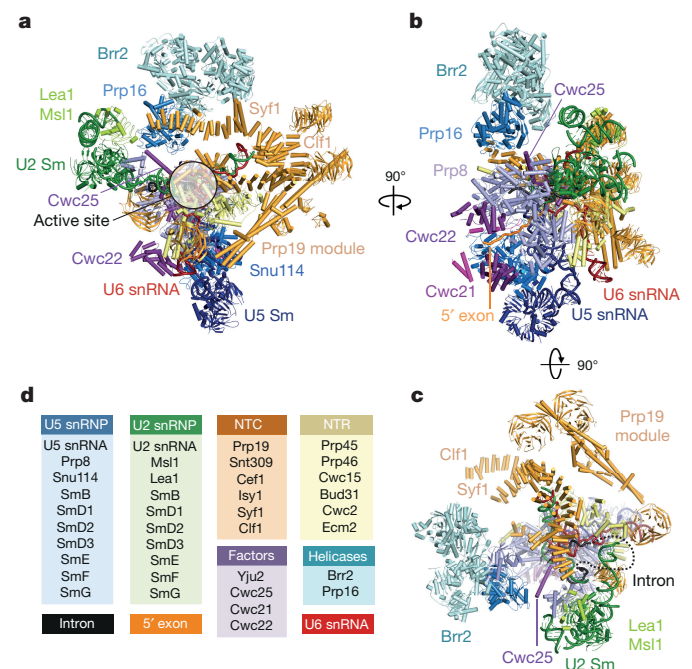 a
Brr2
Prp16
Lea1
Msl1
Syf1
Clf1
U2 Sm
Cwc25
Active site
Prp19 module
Cwc22
Snu114
U6 snRNA
U5 Sm
90°
b
Brr2
Cwc25
Prp16
Prp8
Cwc22
Cwc21
U6 snRNA
5′ exon
U5 snRNA
90°
d
U5 snRNP
U5 snRNA
Prp8
Snu114
SmB
SmD1
SmD2
SmD3
SmE
SmF
SmG
Intron
U2 snRNP
U2 snRNA
Msl1
Lea1
SmB
SmD1
SmD2
SmD3
SmE
SmF
SmG
5′ exon
NTC
Prp19
Snt309
Cef1
Isy1
Syf1
Clf1
Factors
Yju2
Cwc25
Cwc21
Cwc22
NTR
Prp45
Prp46
Cwc15
Bud31
Cwc2
Ecm2
Helicases
Brr2
Prp16
U6 snRNA
c
Prp19
module
Clf1
Syf1
Intron
Brr2
Lea1
Msl1
Cwc25
U2 Sm